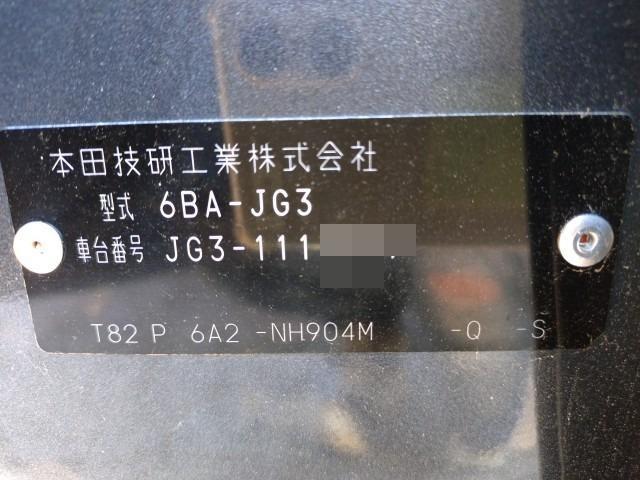 本田技研工業株式会社
型式 6BA-JG3
車台番号 JG3-111
T82 P 6A2 -NH904M -Q -S